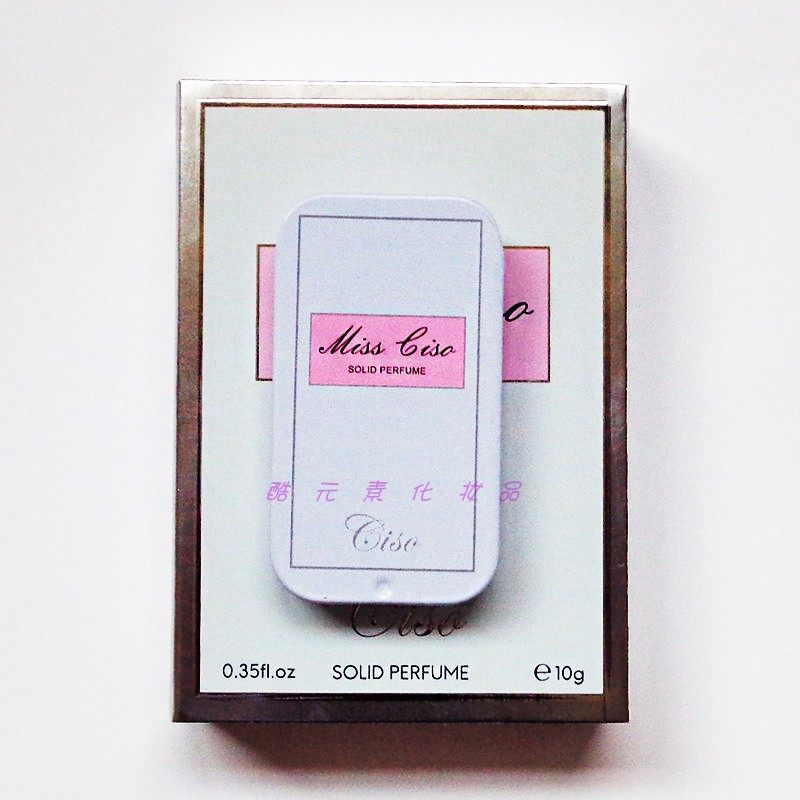 Miss Ciso
SOLID PERFUME
酷元素化妆品
Ciso
Ciso
0.35fl.oz SOLID PERFUME ℮10g